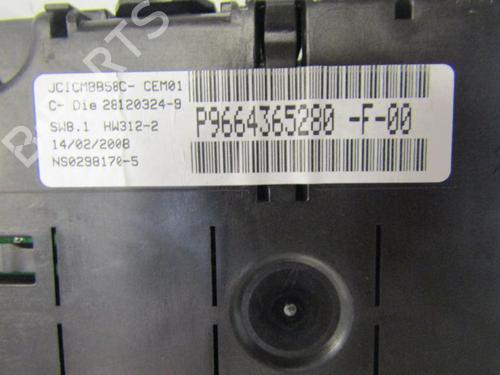 JCICMBB58C- CEM01
C- Die 28120324-9
SW8.1 HW312-2
14/02/2008
NS0298170-5
P9664365280 -F-00